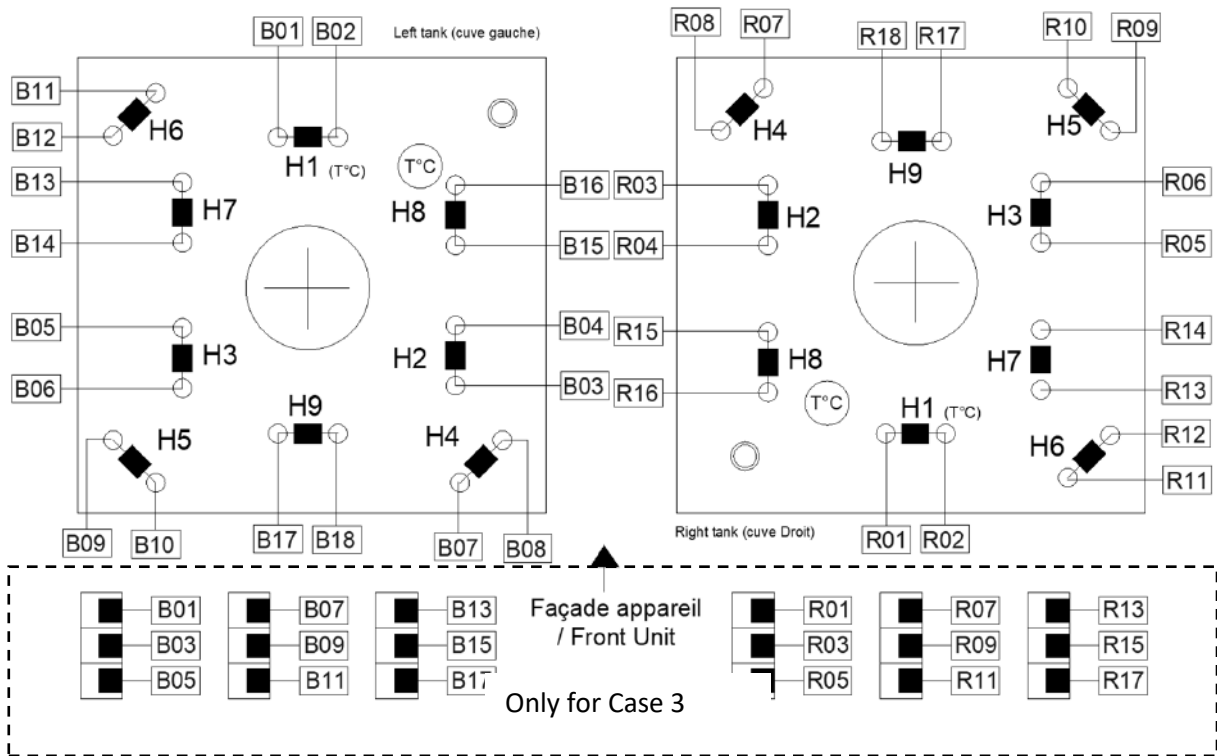 B01 B02 Left tank (cuve gauche)
B11
B12
H6
H1 (T°C)
T°C
B13
B14
H7
H8
B16
B15
B05
B06
H3
H2
B04
B03
H9
H5
H4
B09 B10 B17 B18 B07 B08
R08 R07 R18 R17 R10 R09
H4
H9
H5
R03
R04
H2
H3
R06
R05
R15
R16
H8
H7
R14
R13
T°C
H1 (T°C)
H6
R12
R11
Right tank (cuve Droit)
R01 R02
B01 B07 B13 Façade appareil R01 R07 R13
B03 B09 B15 / Front Unit R03 R09 R15
B05 B11 B17 R05 R11 R17
Only for Case 3